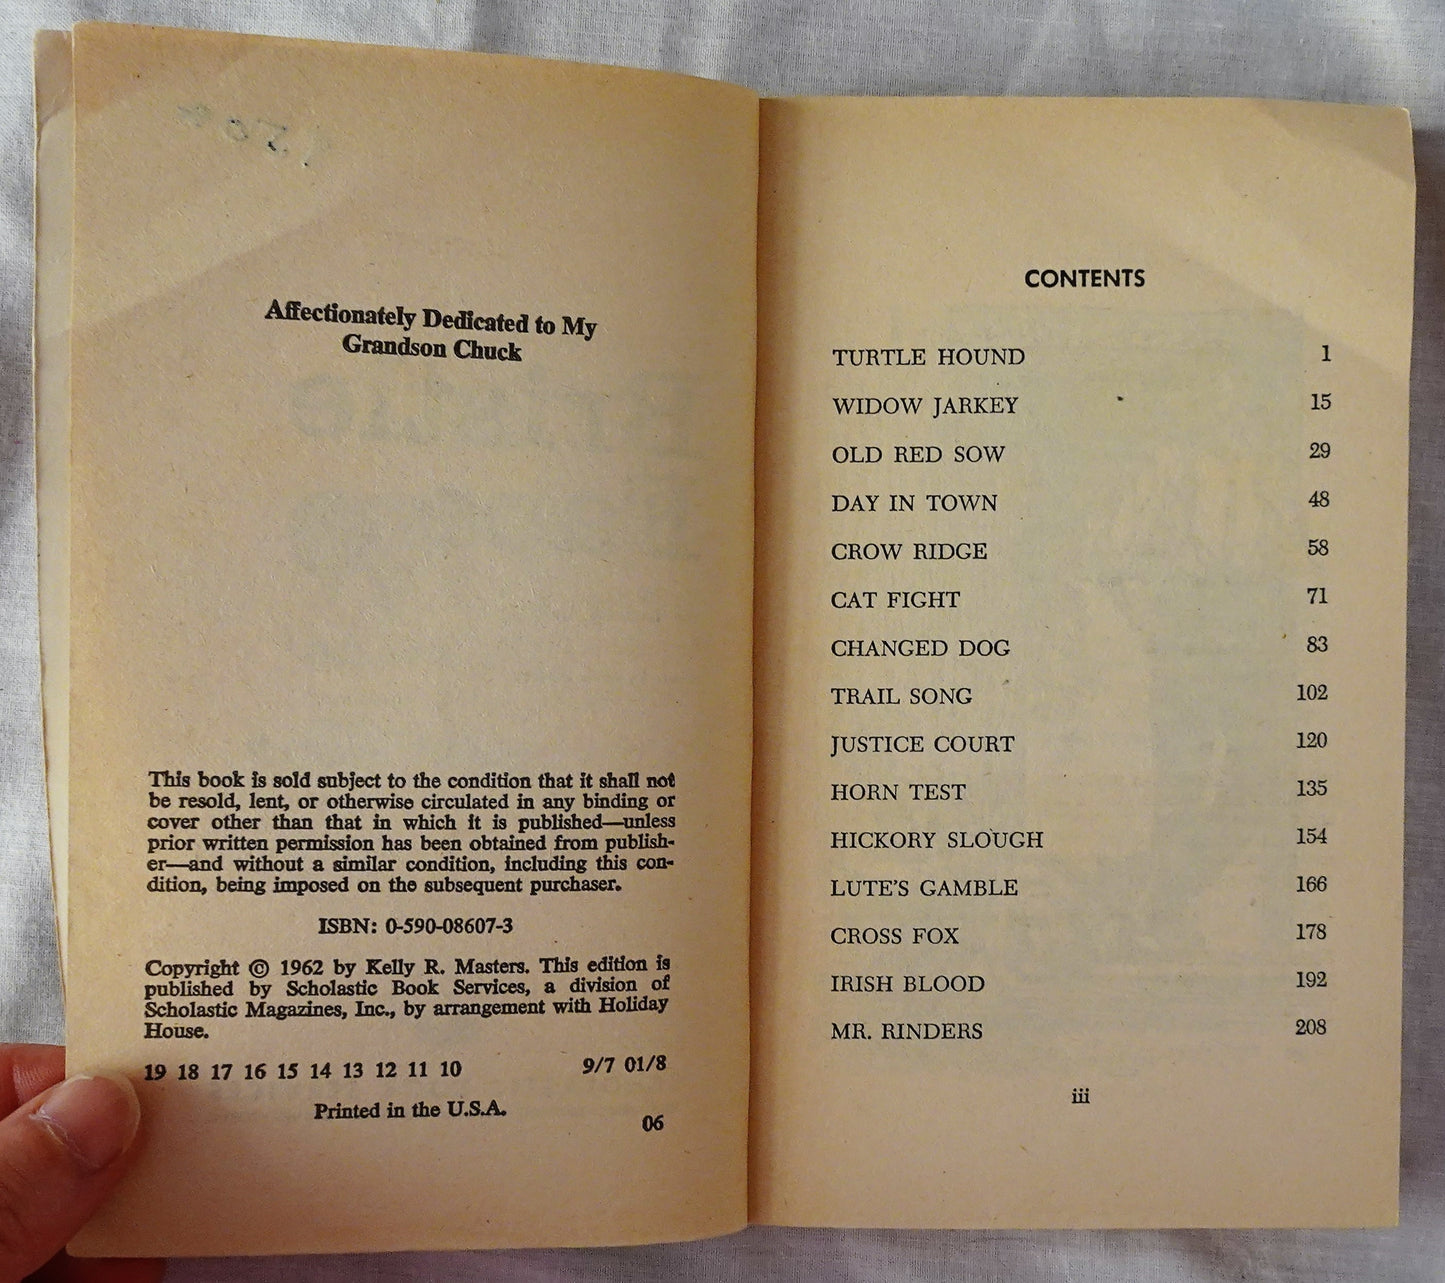 Affectionately Dedicated to My
Grandson Chuck
This book is sold subject to the condition that it shall not
be resold, lent, or otherwise circulated in any binding or
cover other than that in which it is published—unless
prior written permission has been obtained from publish-
er—and without a similar condition, including this con-
dition, being imposed on the subsequent purchaser.
ISBN: 0-590-08607-3
Copyright © 1962 by Kelly R. Masters. This edition is
published by Scholastic Book Services, a division of
Scholastic Magazines, Inc., by arrangement with Holiday
House.
19 18 17 16 15 14 13 12 11 10 9/7 01/8
Printed in the U.S.A.
06
CONTENTS
TURTLE HOUND 1
WIDOW JARKEY 15
OLD RED SOW 29
DAY IN TOWN 48
CROW RIDGE 58
CAT FIGHT 71
CHANGED DOG 83
TRAIL SONG 102
JUSTICE COURT 120
HORN TEST 135
HICKORY SLOUGH 154
LUTE'S GAMBLE 166
CROSS FOX 178
IRISH BLOOD 192
MR. RINDERS 208
iii